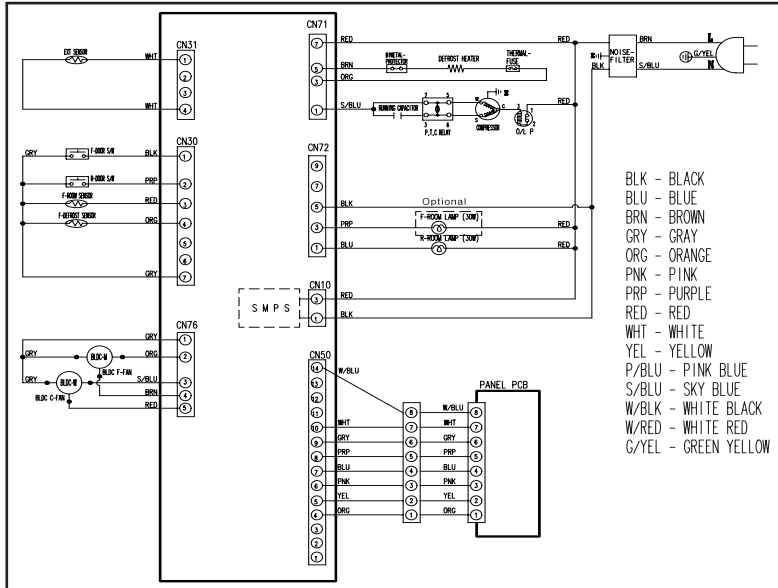 CN31
EXT SENSOR
WHT
1
2
3
WHT
4
CN30
GRY
F-DOOR S/W
BLK
1
R-DOOR S/W
PRP
2
F-ROOM SENSOR
RED
3
F-DEFROST SENSOR
ORG
4
5
6
GRY
7
CN76
GRY
1
GRY
BLDC-M
ORG
2
BLDC F-FAN
GRY
BLDC-M
S/BLU
3
BLDC C-FAN
BRN
4
RED
5
CN71
7
RED
RED
5
BRN
BIMETAL-PROTECTOR
DEFROST HEATER
THERMAL-FUSE
3
ORG
1
S/BLU
RUNNING CAPACITOR
2
5
3
6
P,T,C RELAY
M
S
C
COMPRESSOR
3
1
2
O/L P
RED
CN72
9
7
5
BLK
Optional
3
PRP
F-ROOM LAMP (30W)
RED
1
BLU
R-ROOM LAMP (30W)
RED
SMPS
CN10
3
RED
1
BLK
CN50
14
W/BLU
13
12
11
10
WHT
9
GRY
8
PRP
7
BLU
6
PNK
5
YEL
4
ORG
3
2
1
PANEL PCB
8
W/BLU
8
7
WHT
7
6
GRY
6
5
PRP
5
4
BLU
4
3
PNK
3
2
YEL
2
1
ORG
1
NOISE-FILTER
BLK
BRN
L
G/YEL
S/BLU
N
BLK - BLACK
BLU - BLUE
BRN - BROWN
GRY - GRAY
ORG - ORANGE
PNK - PINK
PRP - PURPLE
RED - RED
WHT - WHITE
YEL - YELLOW
P/BLU - PINK BLUE
S/BLU - SKY BLUE
W/BLK - WHITE BLACK
W/RED - WHITE RED
G/YEL - GREEN YELLOW